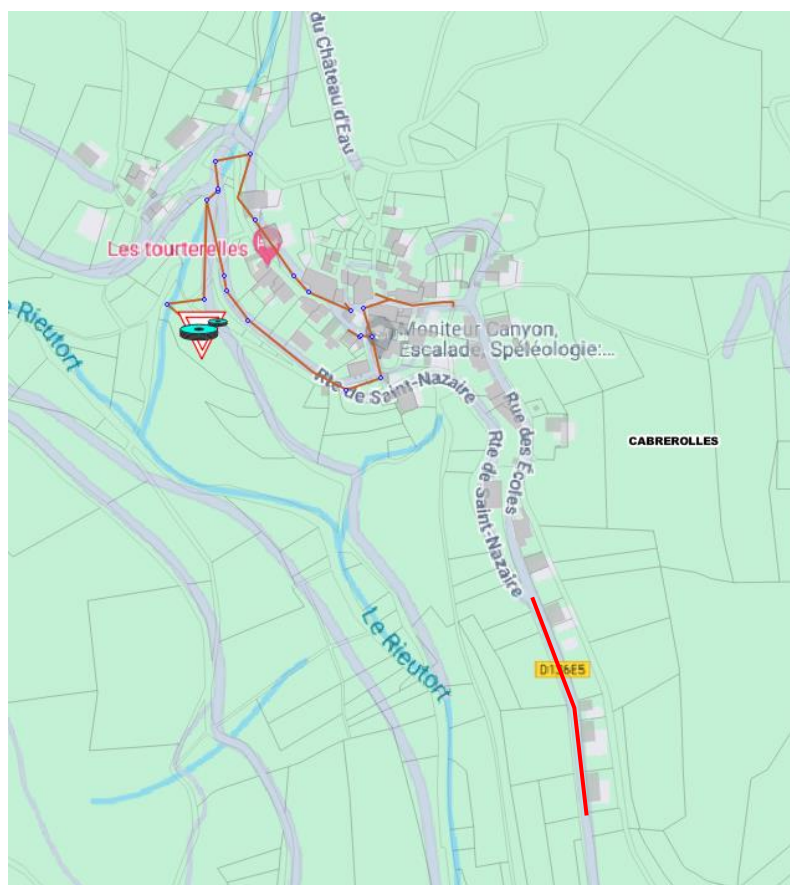 du Château d'Eau
Les tourterelles
Le Rieutort
Moniteur Canyon,
Escalade, Spéléologie:...
Rte de Saint-Nazaire
Rue des Écoles
CABREROLLES
Rte de Saint-Nazaire
Le Rieutort
D136E5